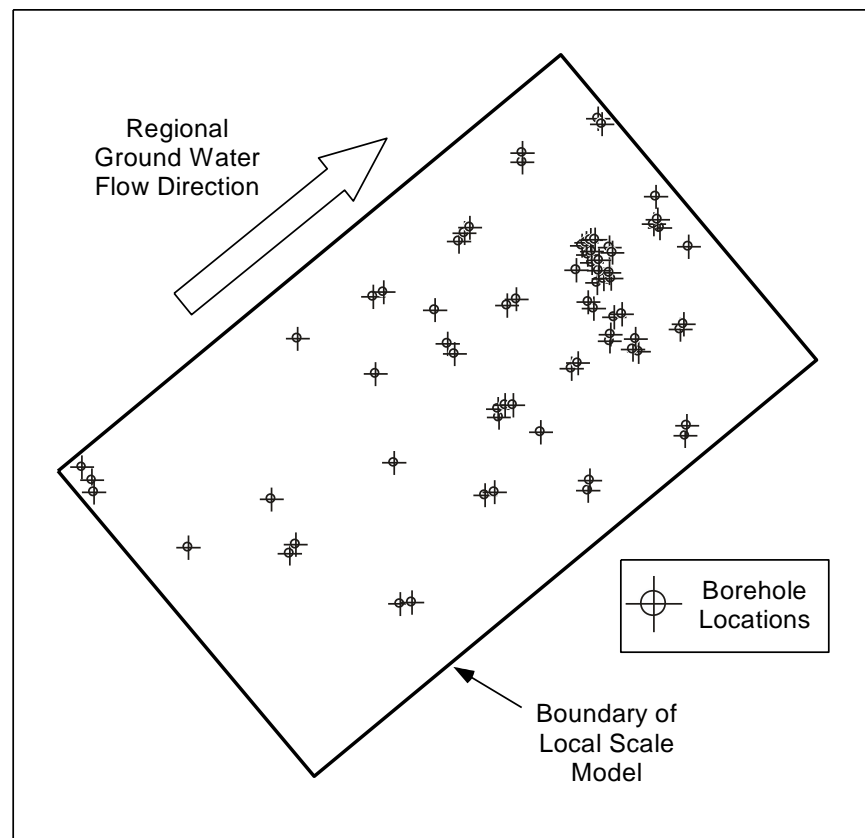 Regional
Ground Water
Flow Direction
Borehole
Locations
Boundary of
Local Scale
Model